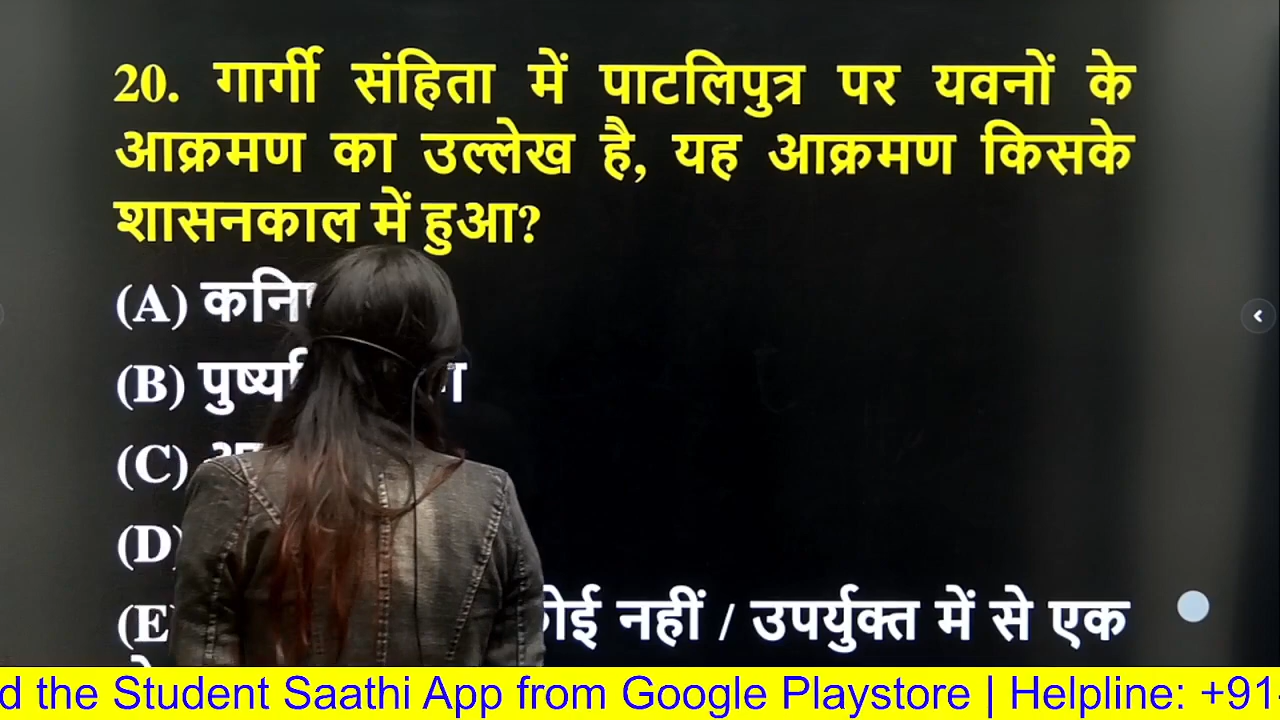 20. गार्गी संहिता में पाटलिपुत्र पर यवनों के
आक्रमण का उल्लेख है, यह आक्रमण किसके
शासनकाल में हुआ?
(A)
(B)
(C)
(D)
(E) नहीं / उपर्युक्त में से एक
d the Student Saathi App from Google Playstore | Helpline: +91-